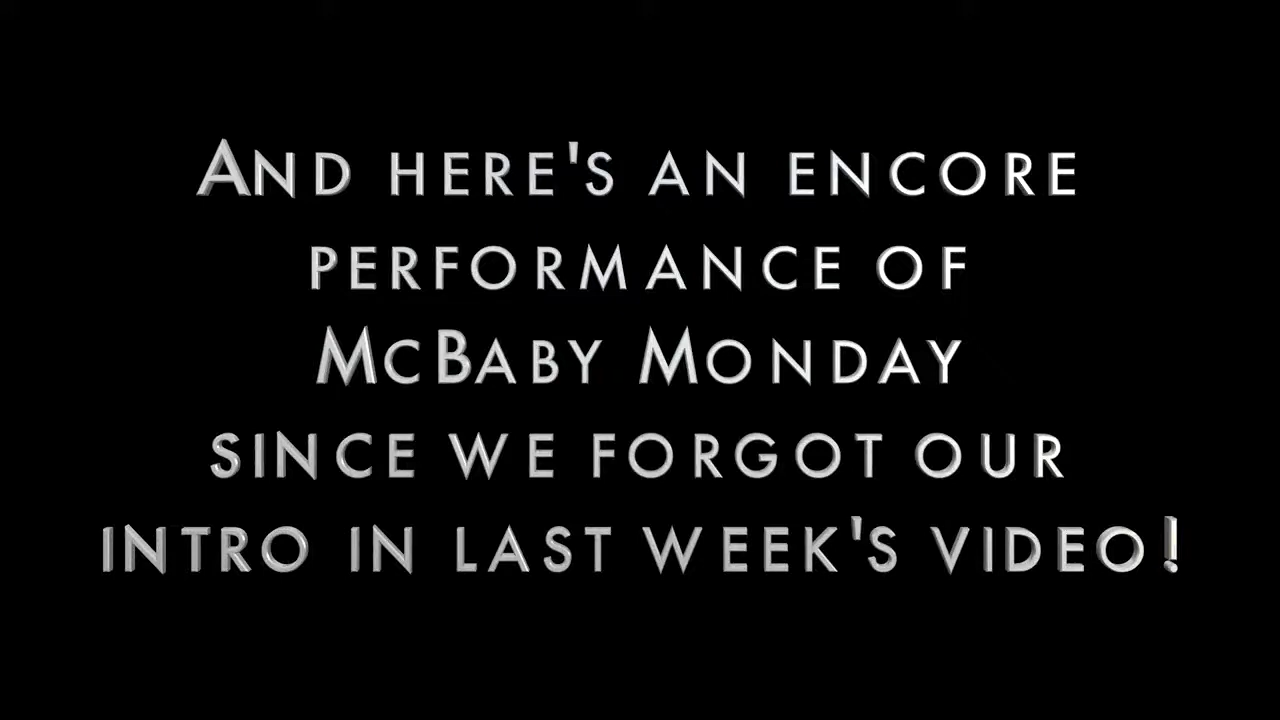 And here's an encore
performance of
McBaby Monday
since we forgot our
intro in last week's video!